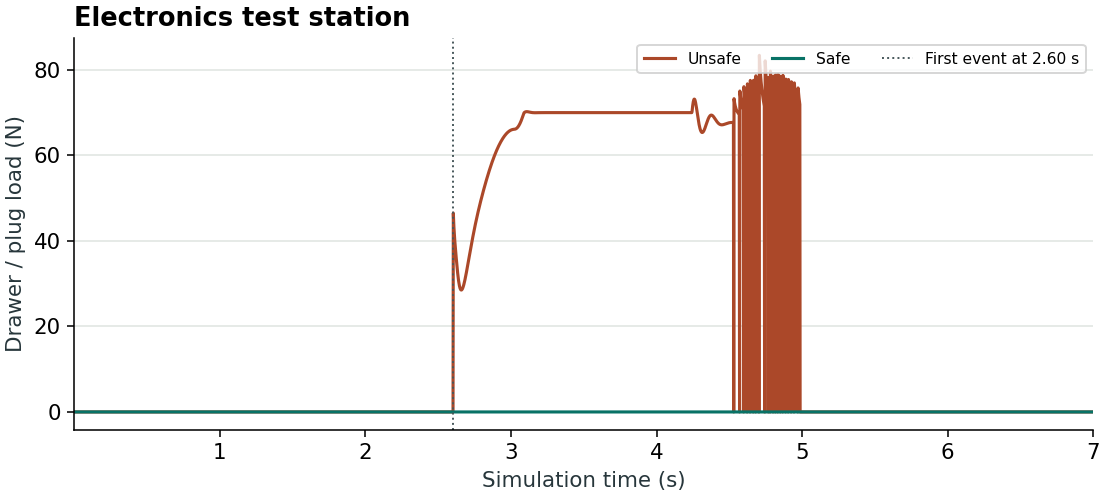 Electronics test station
Unsafe
Safe
First event at 2.60 s
Drawer / plug load (N)
80
60
40
20
0
1 2 3 4 5 6 7
Simulation time (s)